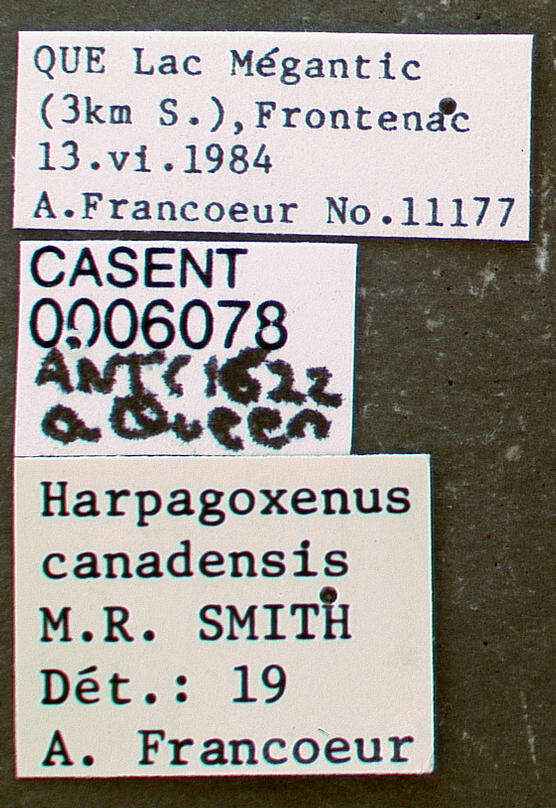 QUE Lac Mégantic
(3km S.), Frontenac
13.vi.1984
A.Francoeur No.11177
CASENT
0006078
ANTC1622
a Queen
Harpagoxenus
canadensis
M.R. SMITH
Dét.: 19
A. Francoeur